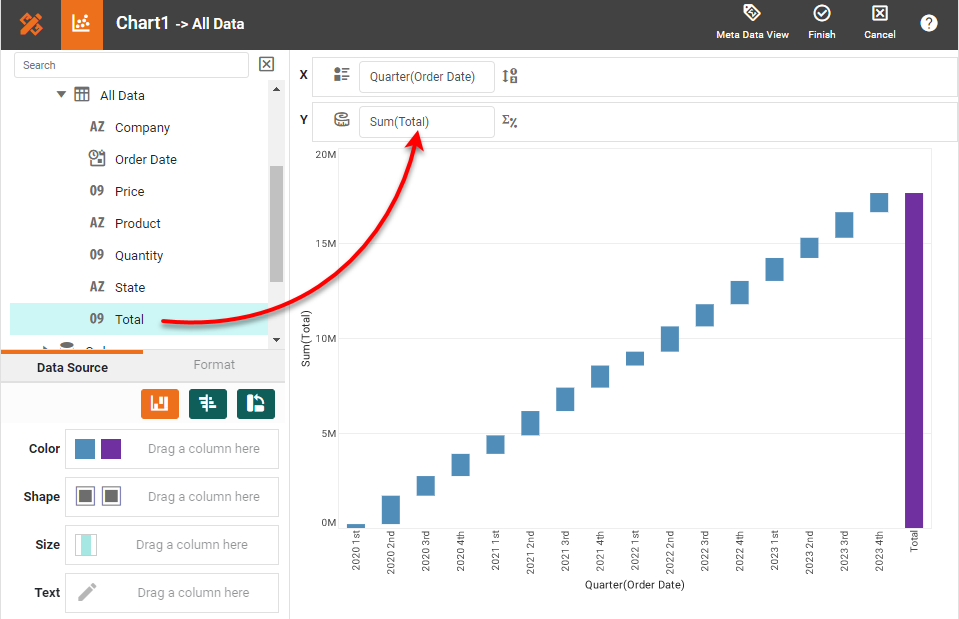 Chart1 -> All Data
Meta Data View
Finish
Cancel
?
Search
All Data
AZ Company
Order Date
09 Price
AZ Product
09 Quantity
AZ State
09 Total
Data Source
Format
Color
Drag a column here
Shape
Drag a column here
Size
Drag a column here
Text
Drag a column here
X
Quarter(Order Date)
Y
Sum(Total)
20M
15M
10M
5M
0M
Sum(Total)
2020 1st
2020 2nd
2020 3rd
2020 4th
2021 1st
2021 2nd
2021 3rd
2021 4th
2022 1st
2022 2nd
2022 3rd
2022 4th
2023 1st
2023 2nd
2023 3rd
2023 4th
Total
Quarter(Order Date)